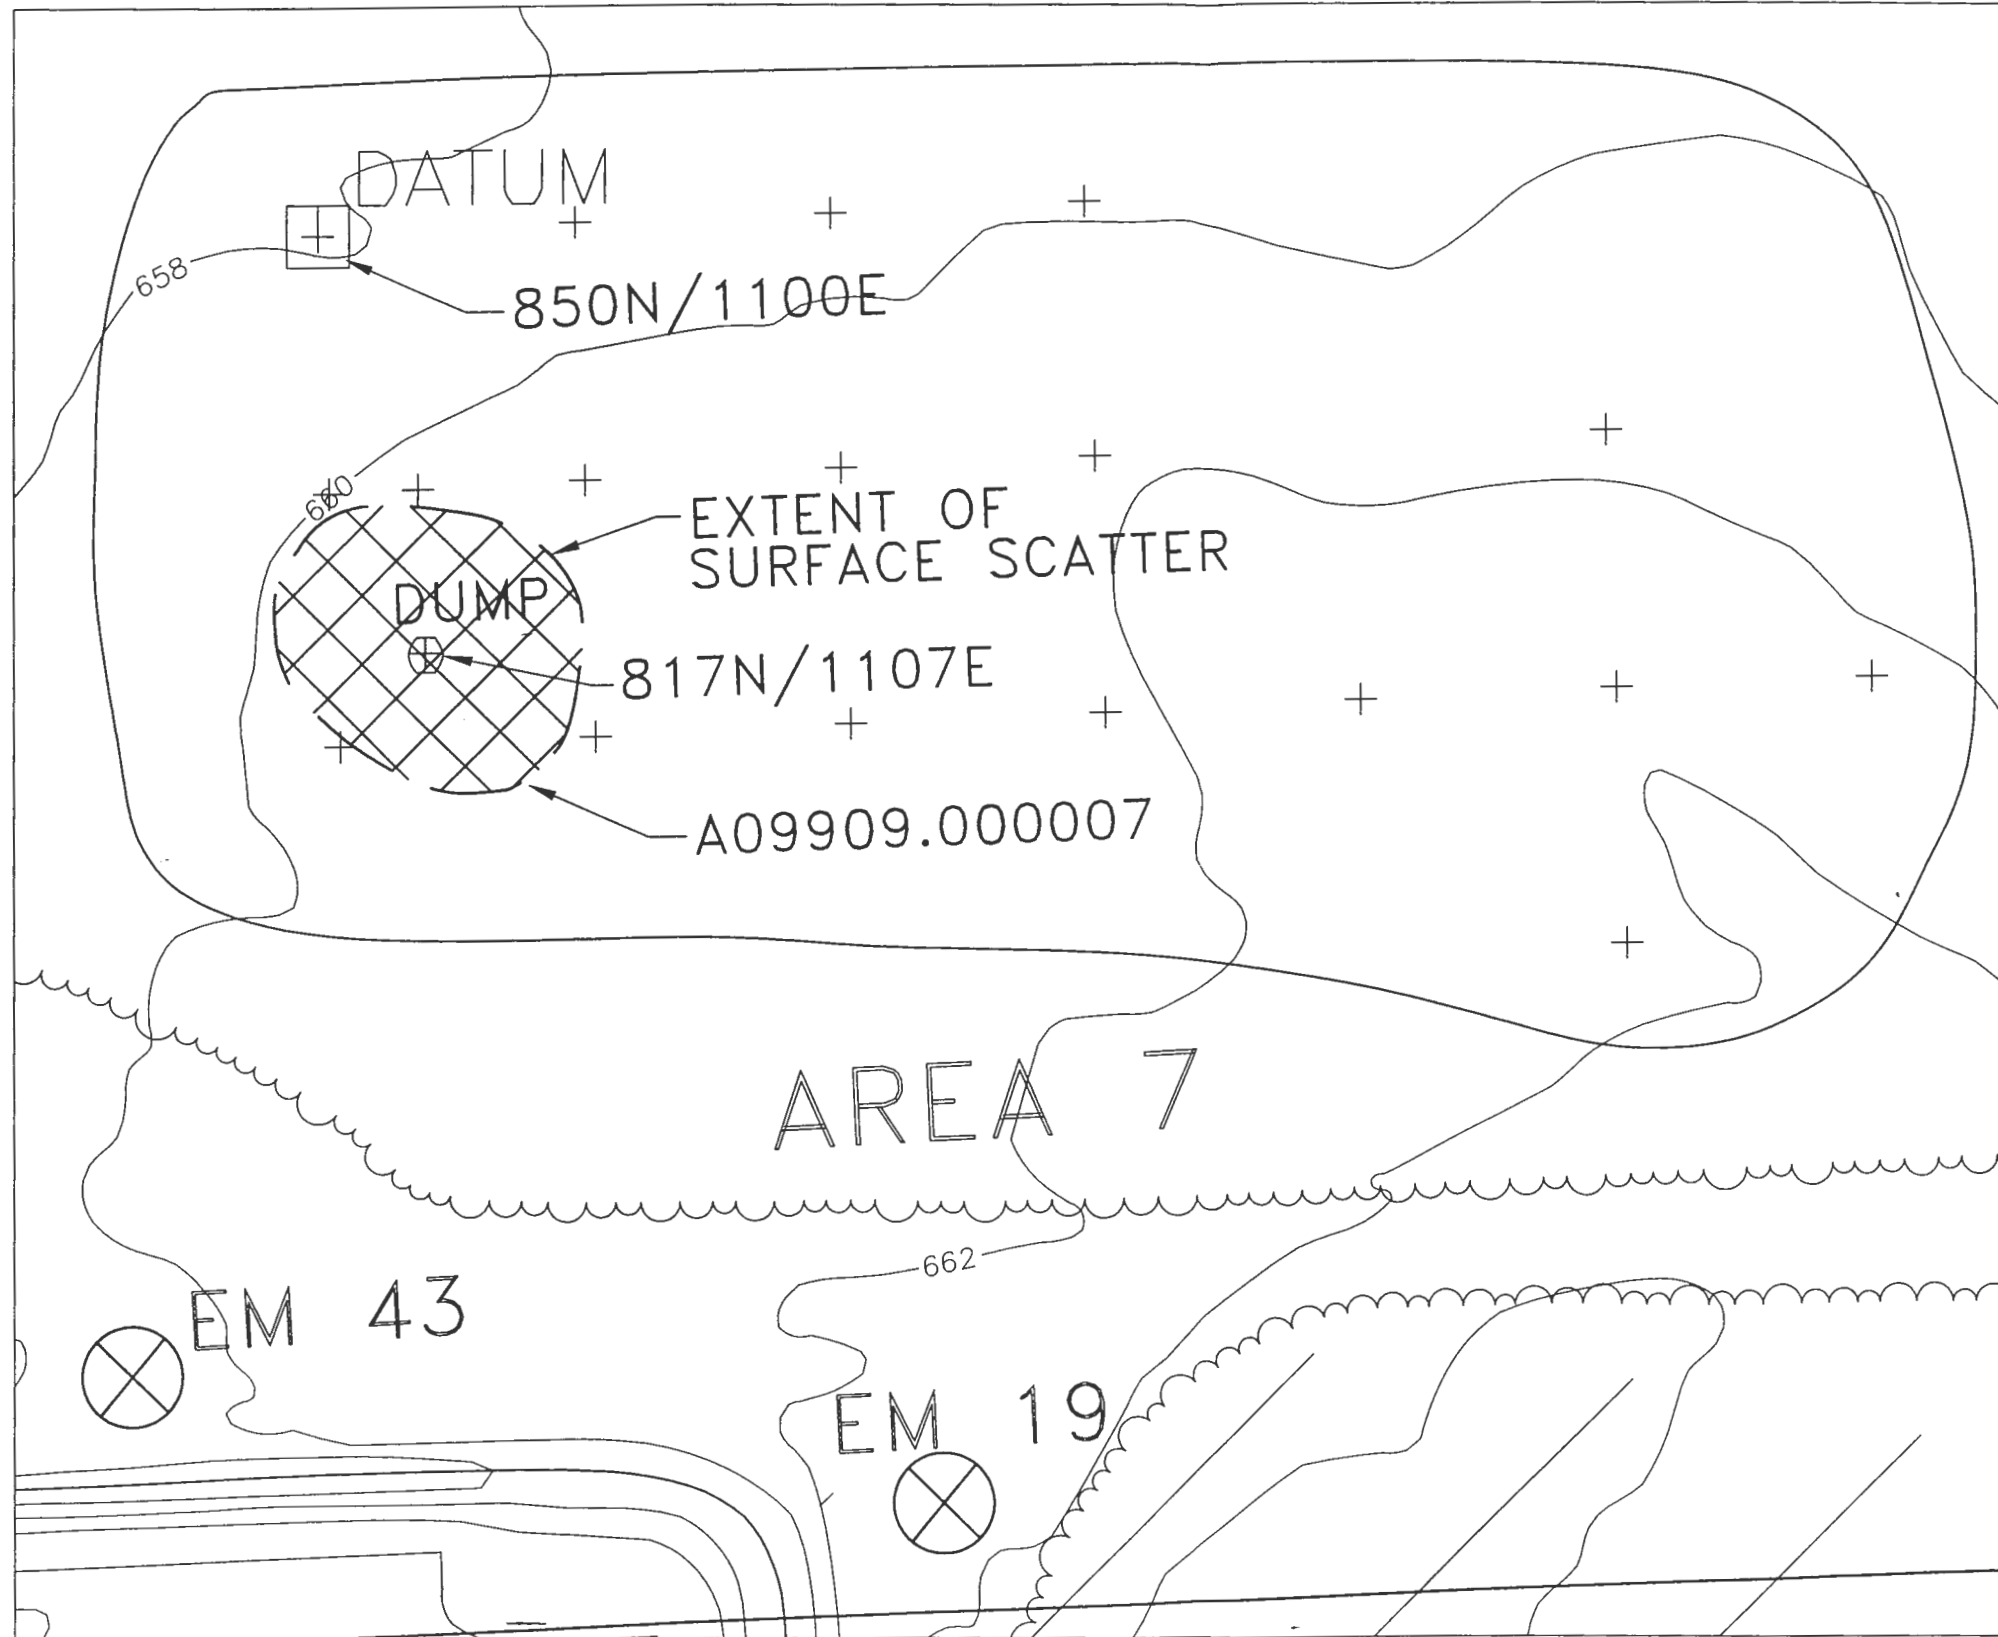 DATUM
658
850N/1100E
660
EXTENT OF
SURFACE SCATTER
DUMP
817N/1107E
A09909.000007
AREA 7
662
EM 43
EM 19